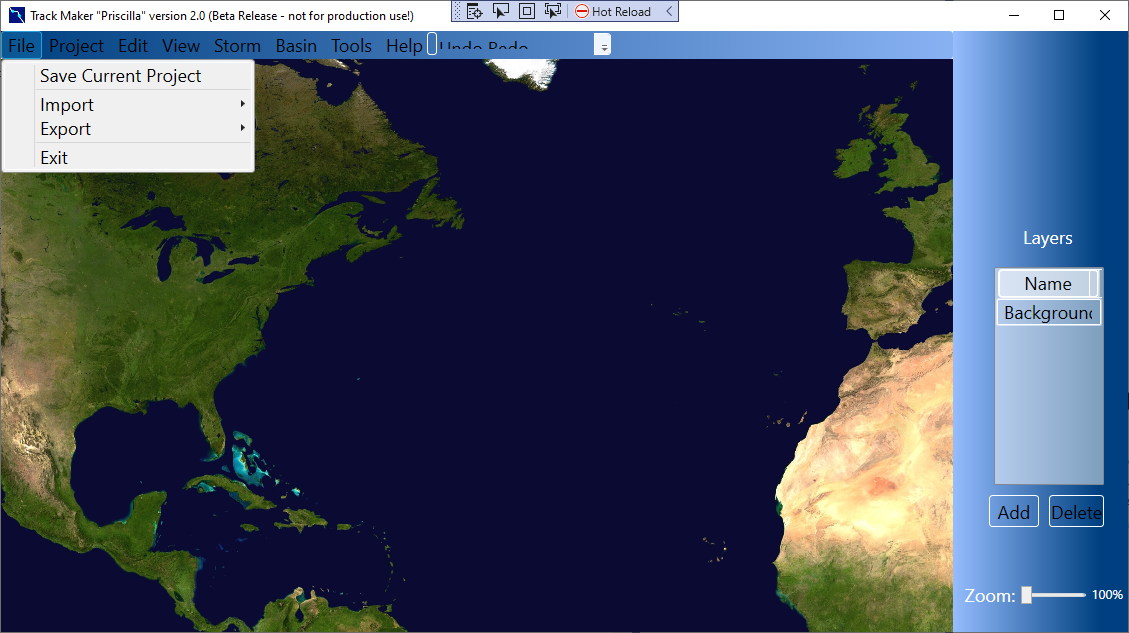 Track Maker "Priscilla" version 2.0 (Beta Release - not for production use!)
Hot Reload
File Project Edit View Storm Basin Tools Help Undo Redo
Save Current Project
Import
Export
Exit
Layers
Name
Background
Add Delete
Zoom: 100%